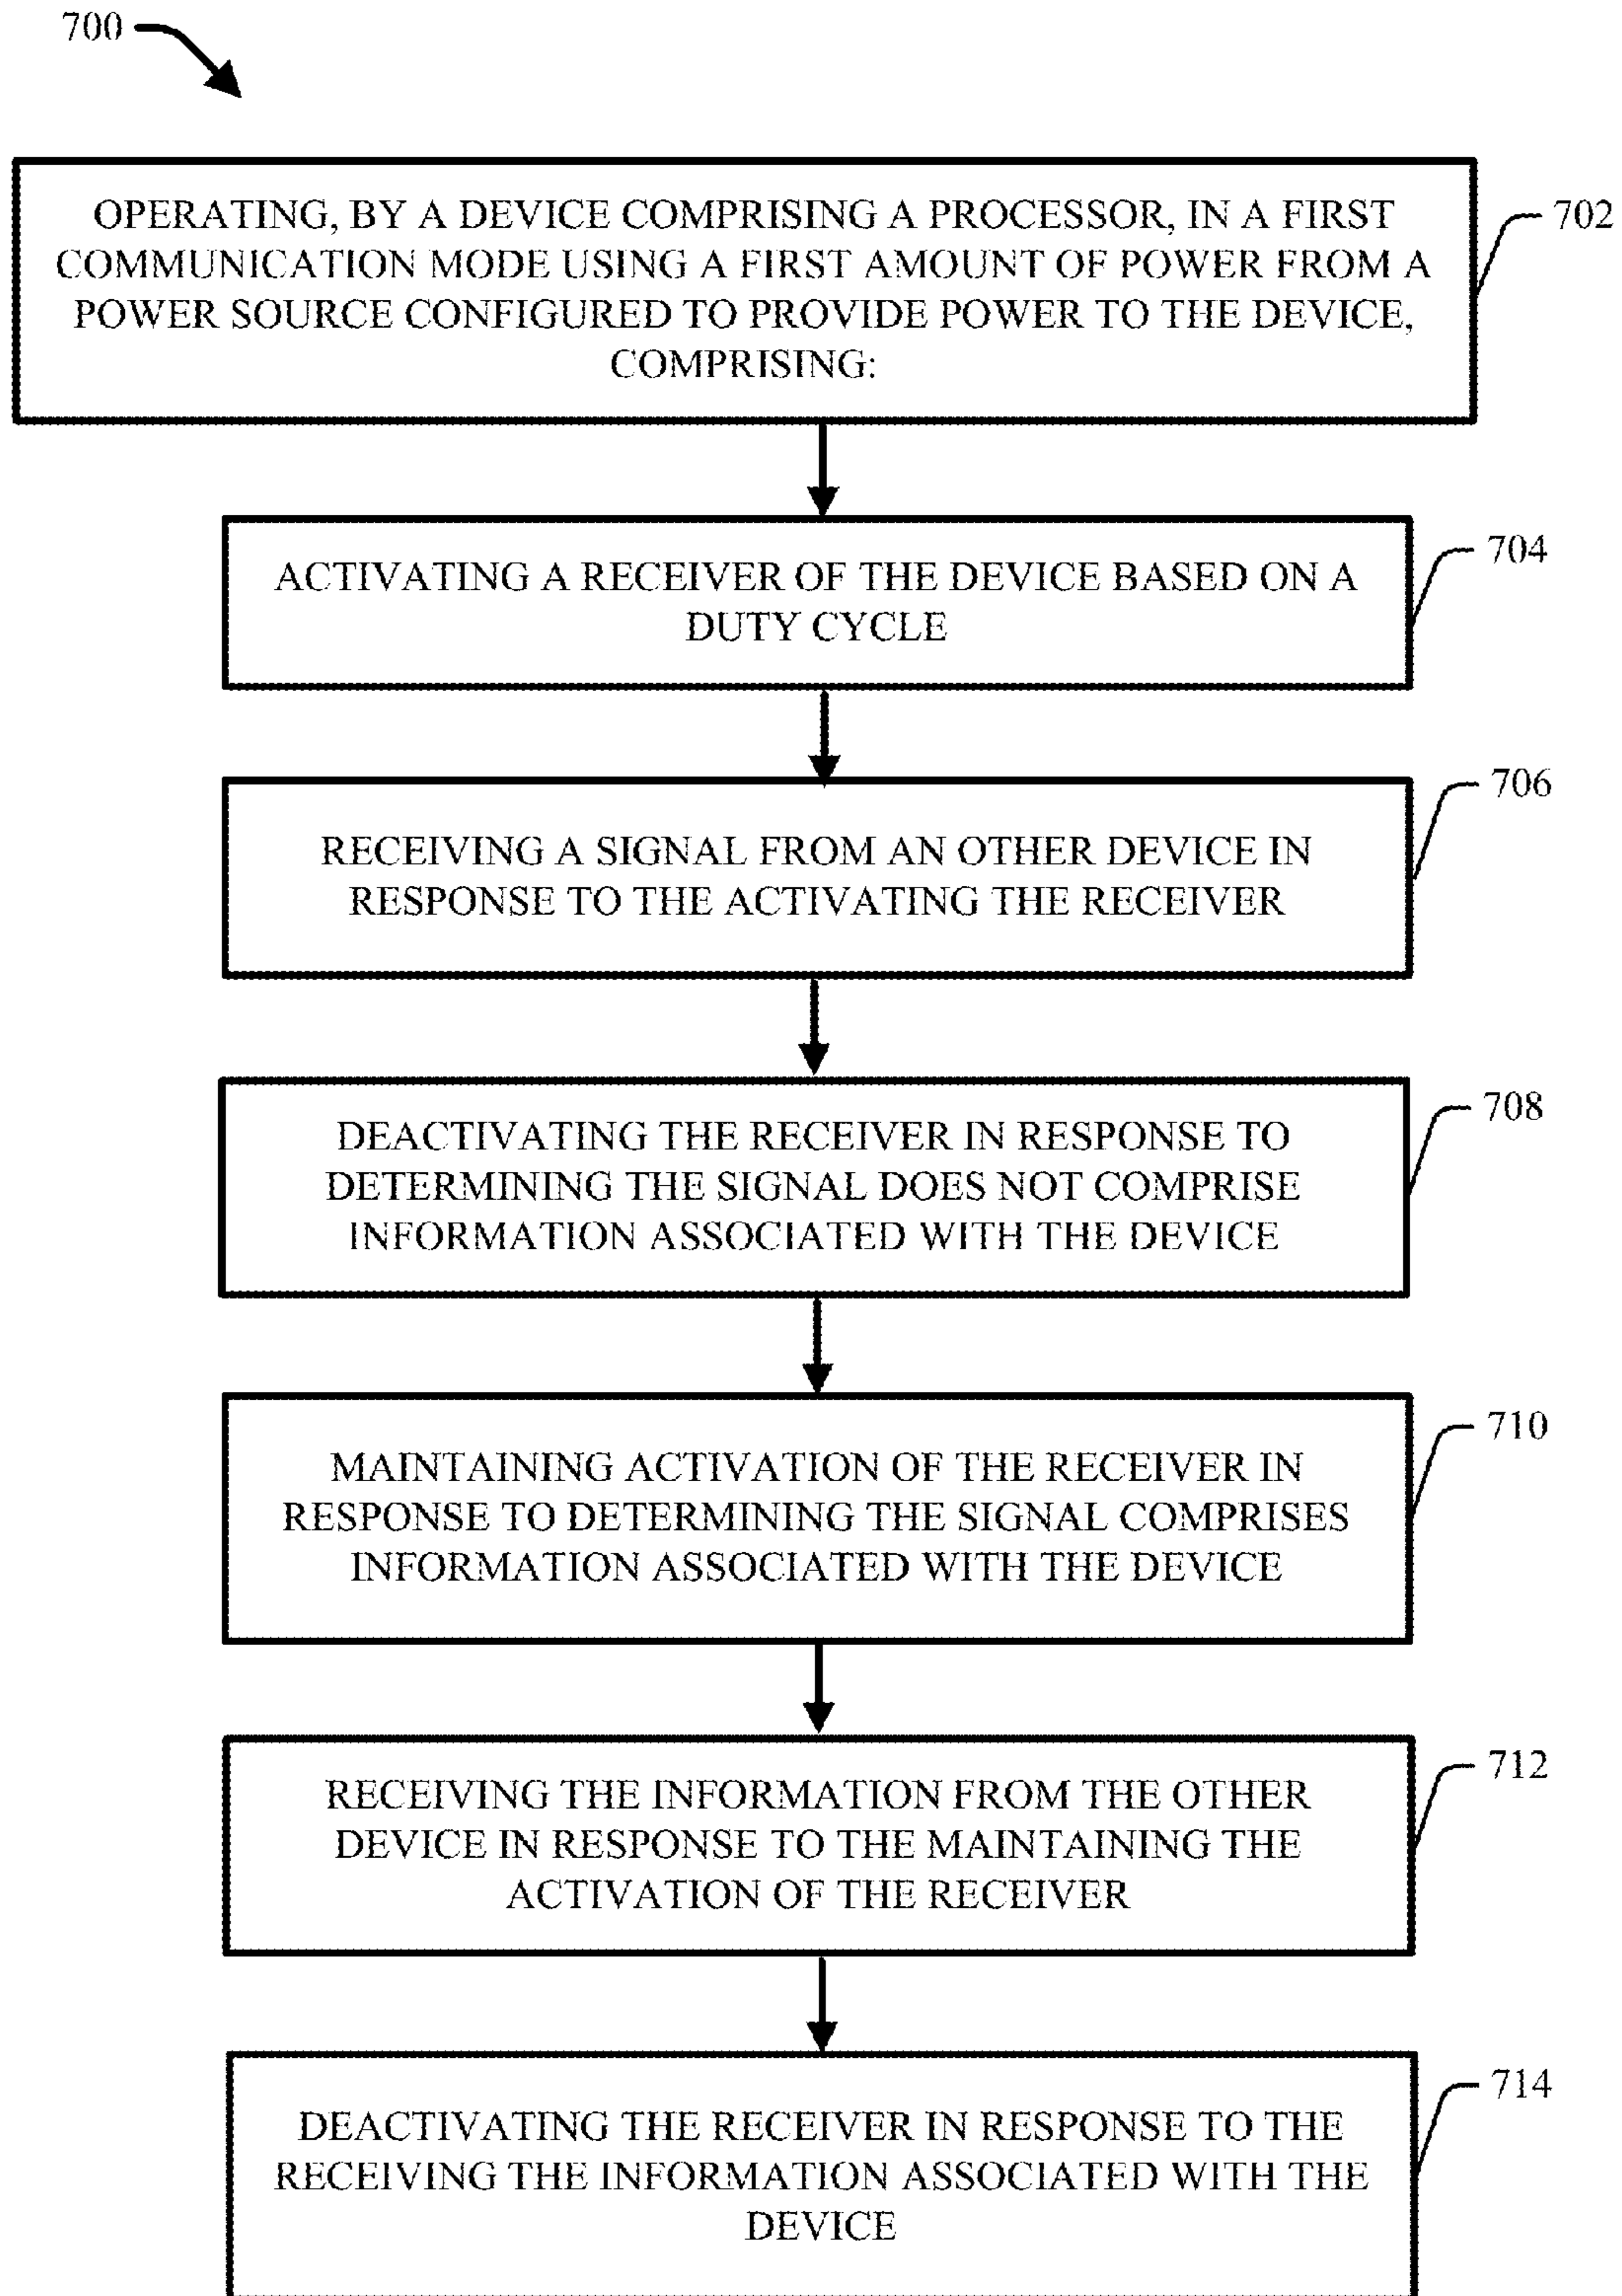 700
OPERATING, BY A DEVICE COMPRISING A PROCESSOR, IN A FIRST
COMMUNICATION MODE USING A FIRST AMOUNT OF POWER FROM A
POWER SOURCE CONFIGURED TO PROVIDE POWER TO THE DEVICE,
COMPRISING:
702
ACTIVATING A RECEIVER OF THE DEVICE BASED ON A
DUTY CYCLE
704
RECEIVING A SIGNAL FROM AN OTHER DEVICE IN
RESPONSE TO THE ACTIVATING THE RECEIVER
706
DEACTIVATING THE RECEIVER IN RESPONSE TO
DETERMINING THE SIGNAL DOES NOT COMPRISE
INFORMATION ASSOCIATED WITH THE DEVICE
708
MAINTAINING ACTIVATION OF THE RECEIVER IN
RESPONSE TO DETERMINING THE SIGNAL COMPRISES
INFORMATION ASSOCIATED WITH THE DEVICE
710
RECEIVING THE INFORMATION FROM THE OTHER
DEVICE IN RESPONSE TO THE MAINTAINING THE
ACTIVATION OF THE RECEIVER
712
DEACTIVATING THE RECEIVER IN RESPONSE TO THE
RECEIVING THE INFORMATION ASSOCIATED WITH THE
DEVICE
714